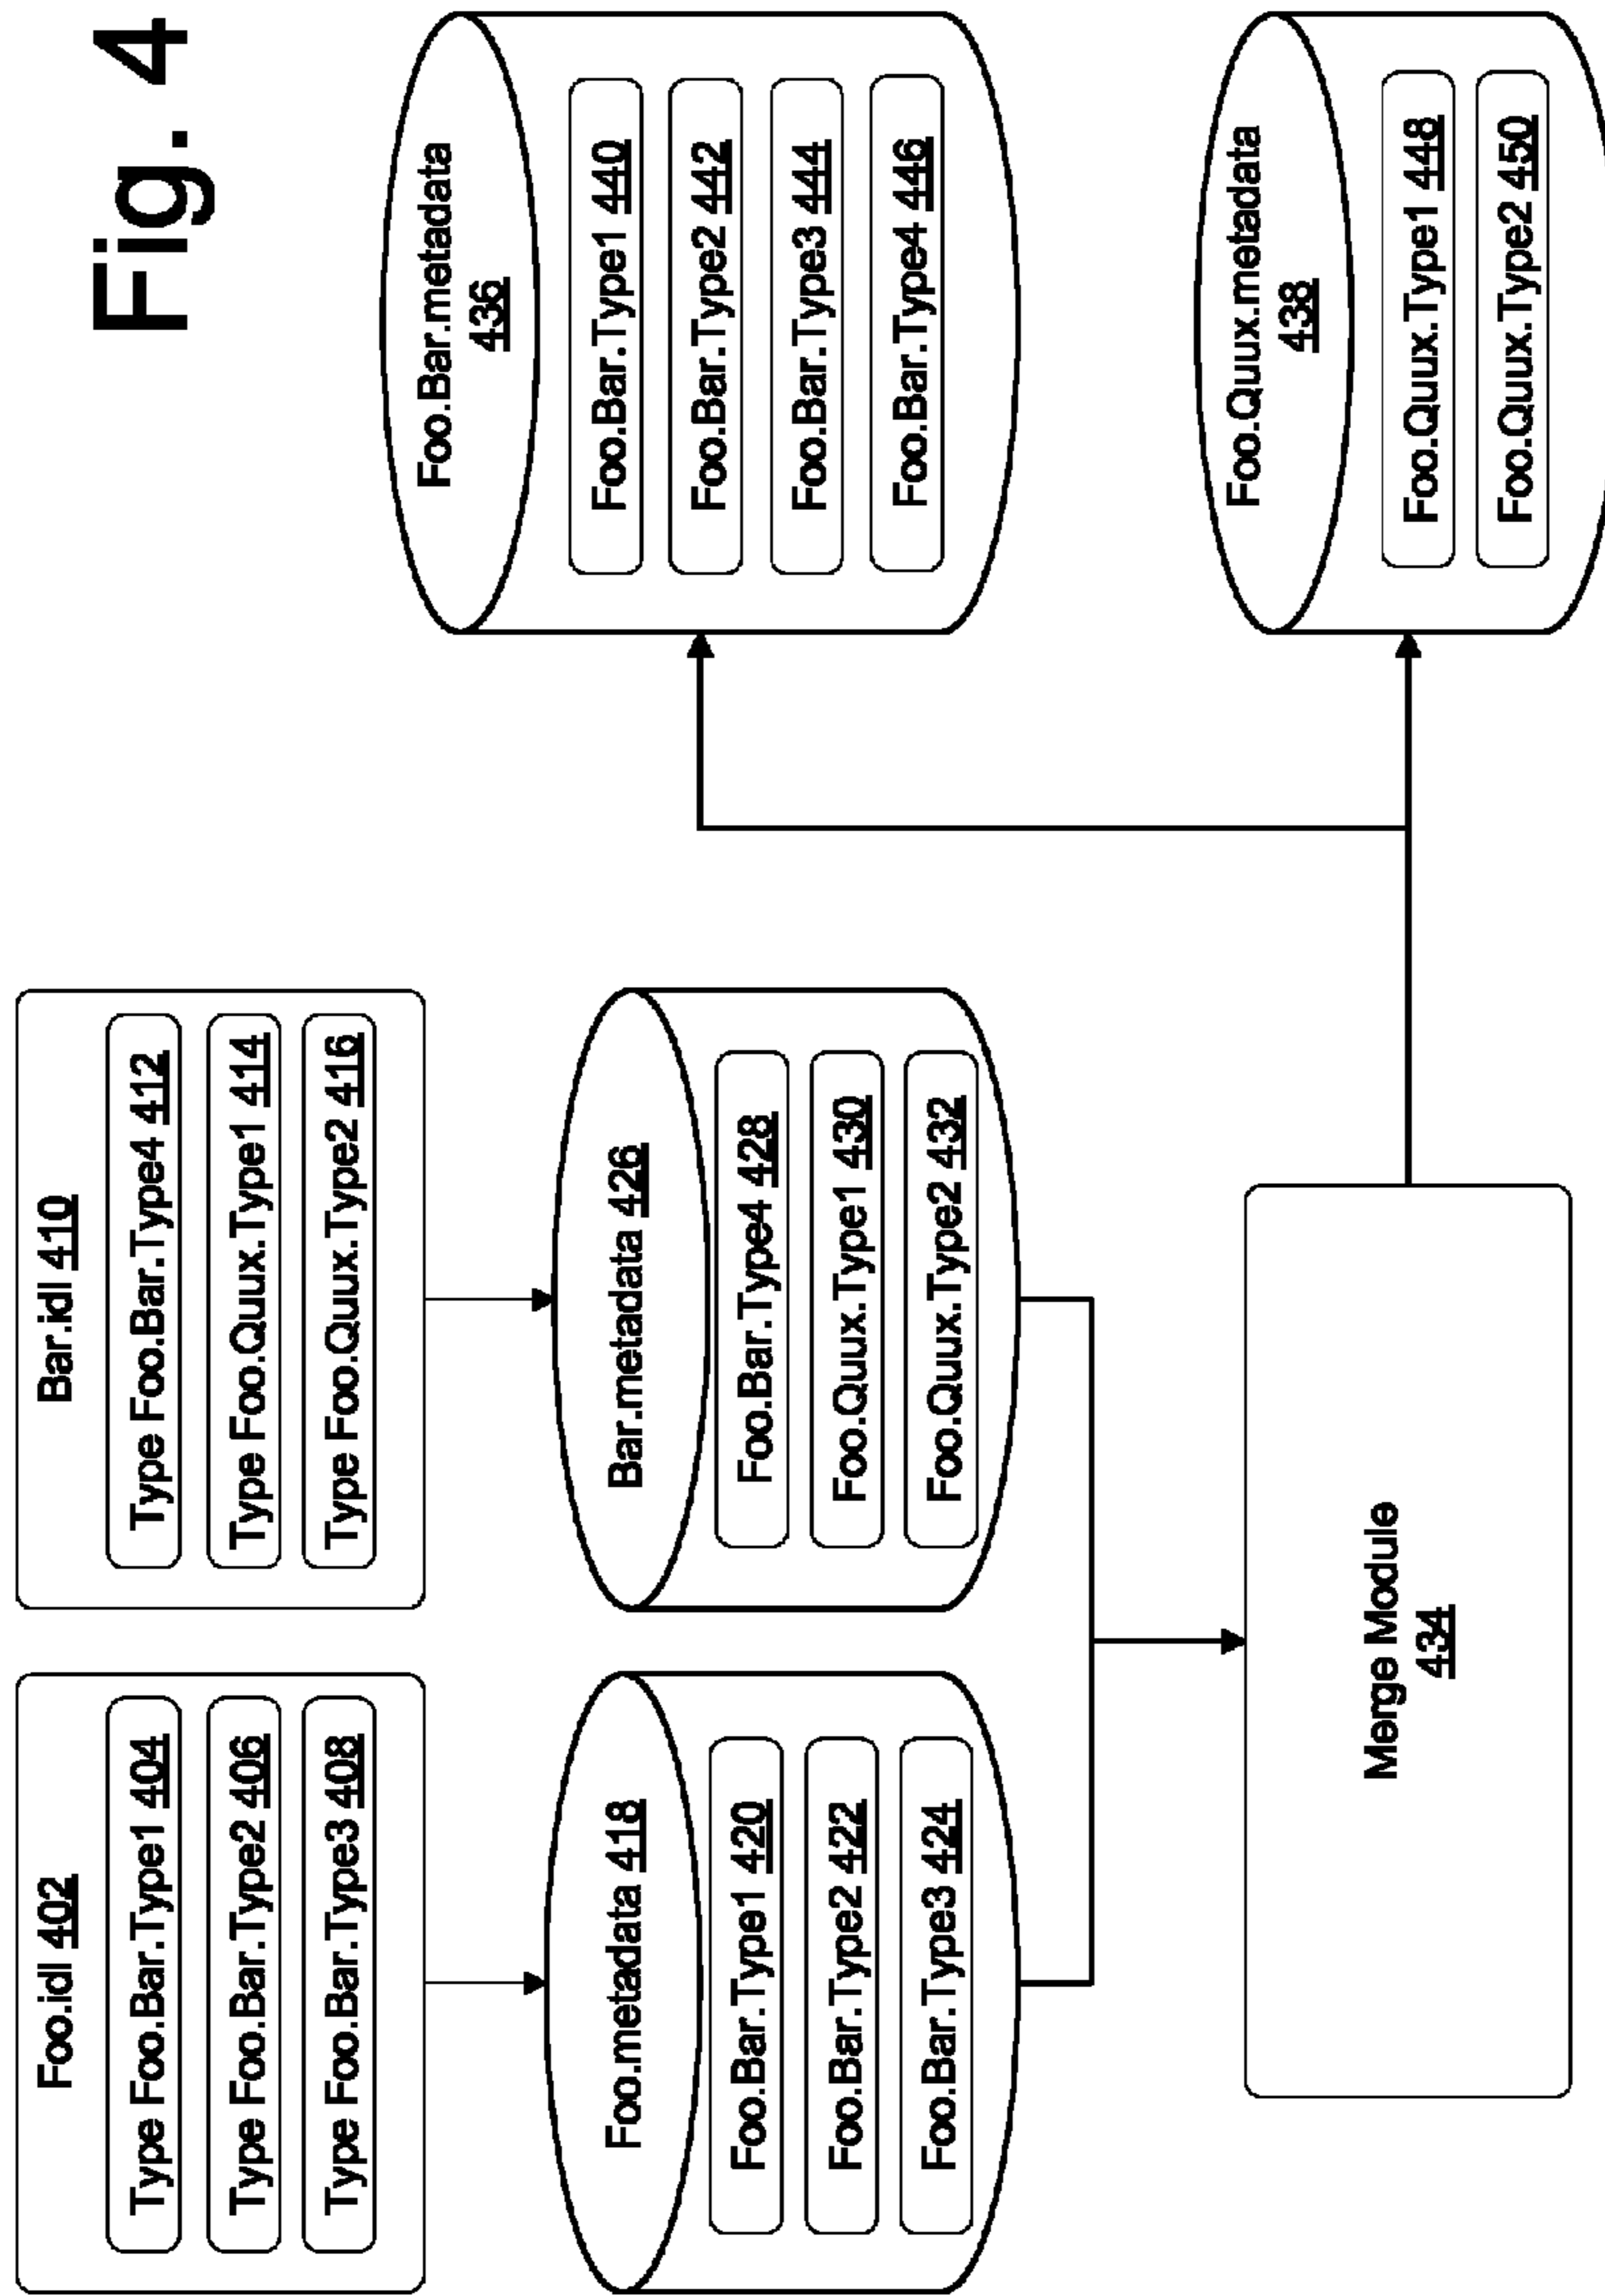 Fig. 4
Foo.idl 402
Type Foo.Bar.Type1 404
Type Foo.Bar.Type2 406
Type Foo.Bar.Type3 408
Bar.idl 410
Type Foo.Bar.Type4 412
Type Foo.Quux.Type1 414
Type Foo.Quux.Type2 416
Foo.metadata 418
Foo.Bar.Type1 420
Foo.Bar.Type2 422
Foo.Bar.Type3 424
Bar.metadata 426
Foo.Bar.Type4 428
Foo.Quux.Type1 430
Foo.Quux.Type2 432
Merge Module
434
Foo.Bar.metadata
436
Foo.Bar.Type1 440
Foo.Bar.Type2 442
Foo.Bar.Type3 444
Foo.Bar.Type4 446
Foo.Quux.metadata
438
Foo.Quux.Type1 448
Foo.Quux.Type2 450